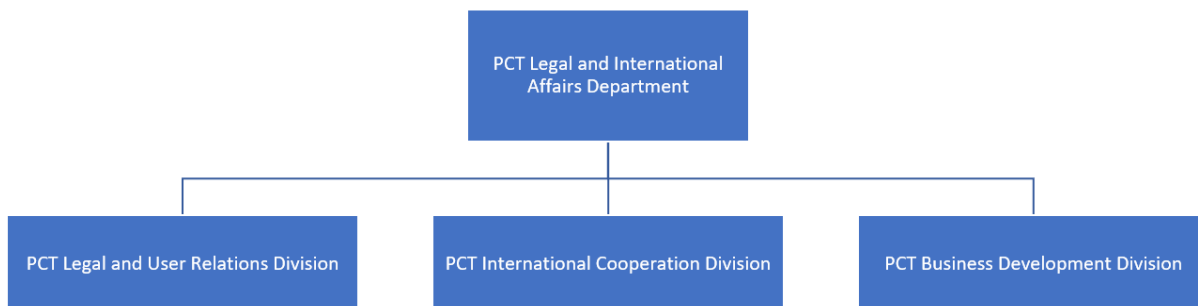 PCT Legal and International
Affairs Department
PCT Legal and User Relations Division
PCT International Cooperation Division
PCT Business Development Division